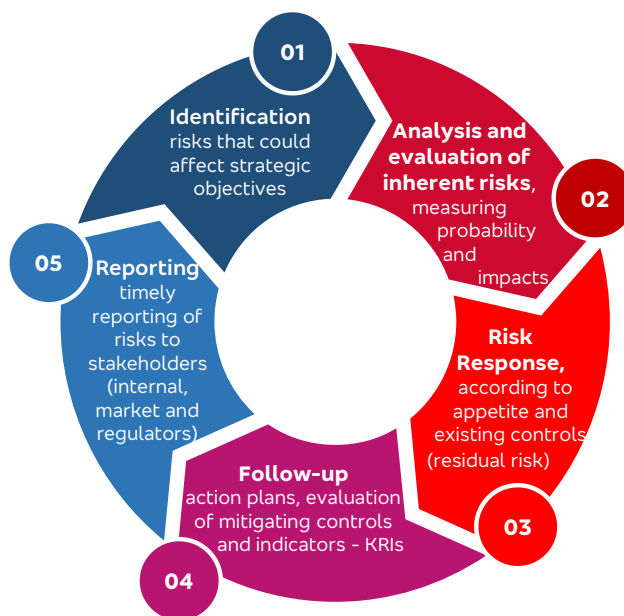 01
Identification
risks that could
affect strategic
objectives
02
Analysis and
evaluation of
inherent risks,
measuring
probability
and
impacts
03
Risk
Response,
according to
appetite and
existing controls
(residual risk)
04
Follow-up
action plans, evaluation
of mitigating controls
and indicators - KRIs
05
Reporting
timely
reporting of
risks to
stakeholders
(internal,
market and
regulators)